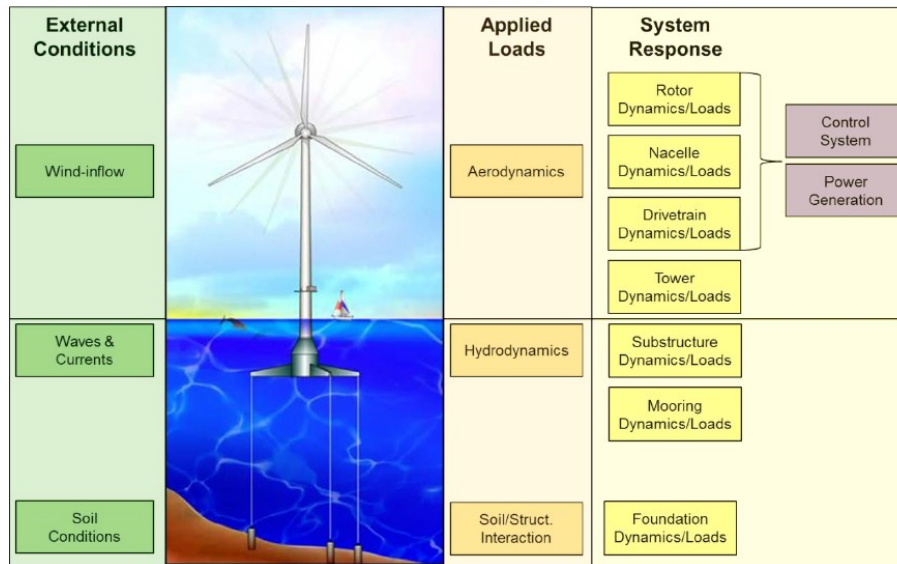 External
Conditions
Wind-inflow
Waves &
Currents
Soil
Conditions
Applied
Loads
Aerodynamics
Hydrodynamics
Soil/Struct.
Interaction
System
Response
Rotor
Dynamics/Loads
Nacelle
Dynamics/Loads
Drivetrain
Dynamics/Loads
Tower
Dynamics/Loads
Control
System
Power
Generation
Substructure
Dynamics/Loads
Mooring
Dynamics/Loads
Foundation
Dynamics/Loads